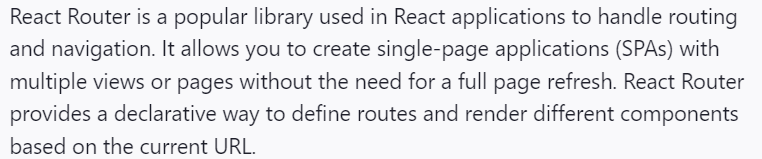 React Router is a popular library used in React applications to handle routing
and navigation. It allows you to create single-page applications (SPAs) with
multiple views or pages without the need for a full page refresh. React Router
provides a declarative way to define routes and render different components
based on the current URL.